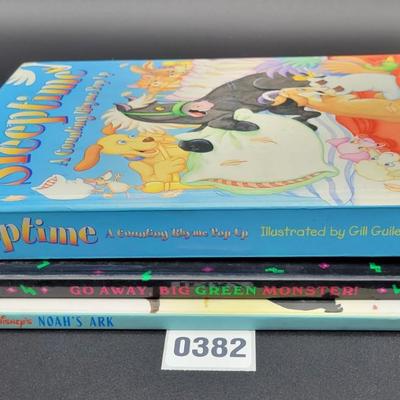 Sleeptime
A Counting Rhyme Pop Up
ptime A Counting Rhyme Pop Up Illustrated by Gill Guile
GO AWAY, BIG GREEN MONSTER!
Disney's NOAH'S ARK
0382